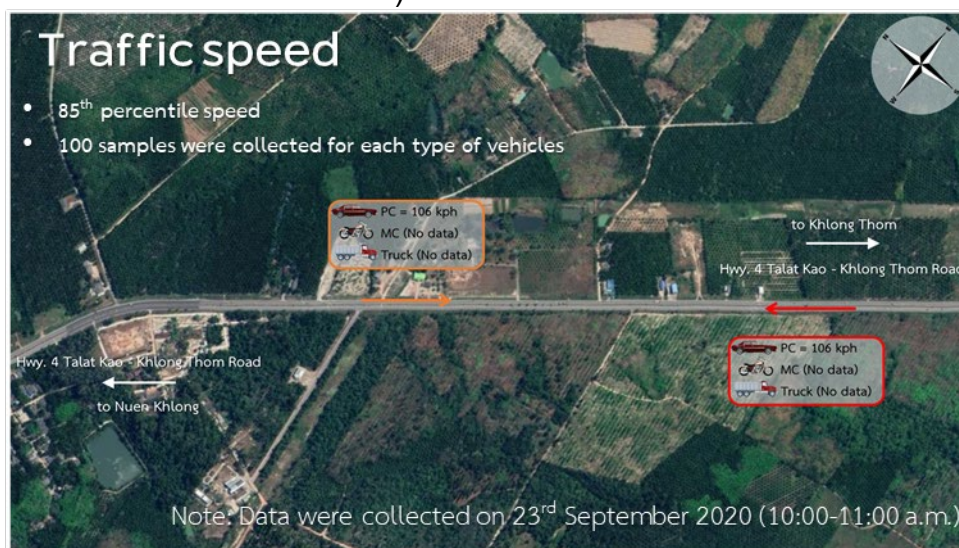 Traffic speed
• 85th percentile speed
• 100 samples were collected for each type of vehicles
PC = 106 kph
MC (No data)
Truck (No data)
to Khlong Thom
Hwy. 4 Talat Kao - Khlong Thom Road
PC = 106 kph
MC (No data)
Truck (No data)
Hwy. 4 Talat Kao - Khlong Thom Road
to Nuen Khlong
Note: Data were collected on 23rd September 2020 (10:00-11:00 a.m.)